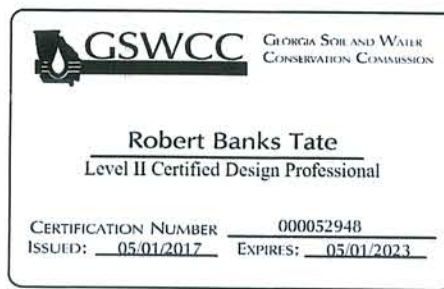 GSWCC
GEORGIA SOIL AND WATER
CONSERVATION COMMISSION
Robert Banks Tate
Level II Certified Design Professional
CERTIFICATION NUMBER 000052948
ISSUED: 05/01/2017 EXPIRES: 05/01/2023